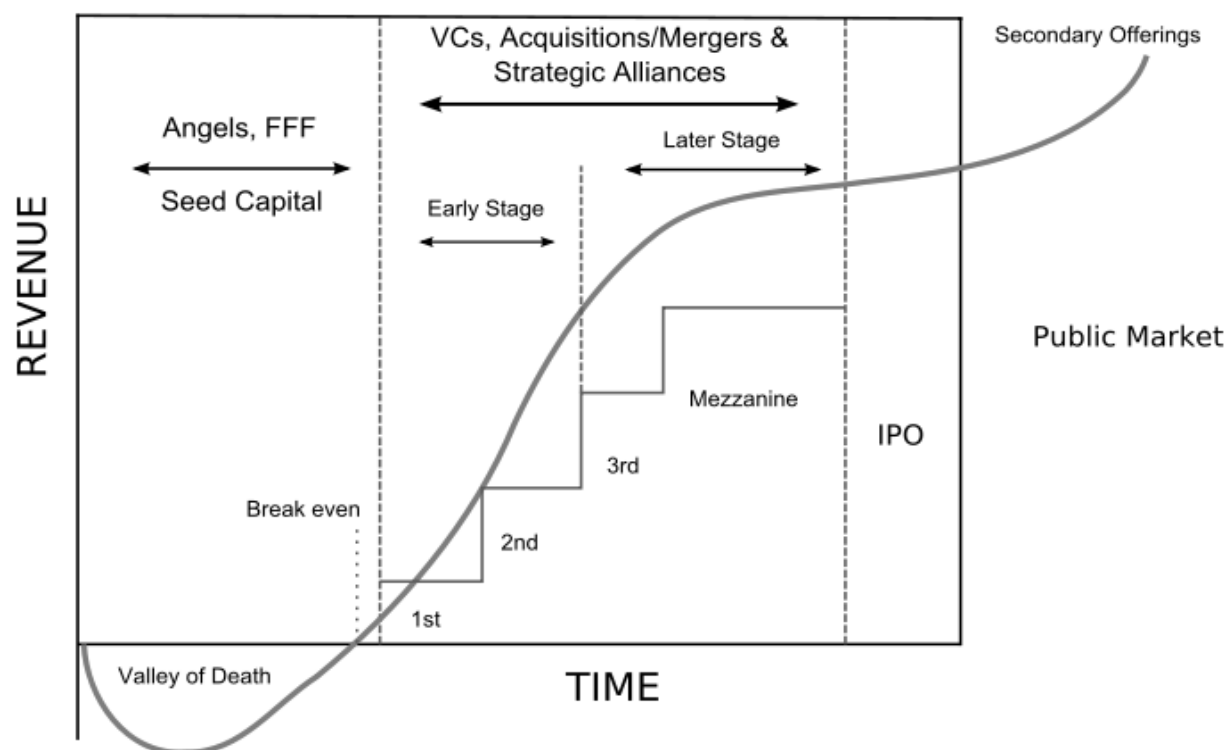 VCs, Acquisitions/Mergers &
Strategic Alliances
Secondary Offerings
Angels, FFF
Seed Capital
Later Stage
Early Stage
REVENUE
Public Market
Mezzanine
IPO
3rd
Break even
2nd
1st
Valley of Death
TIME